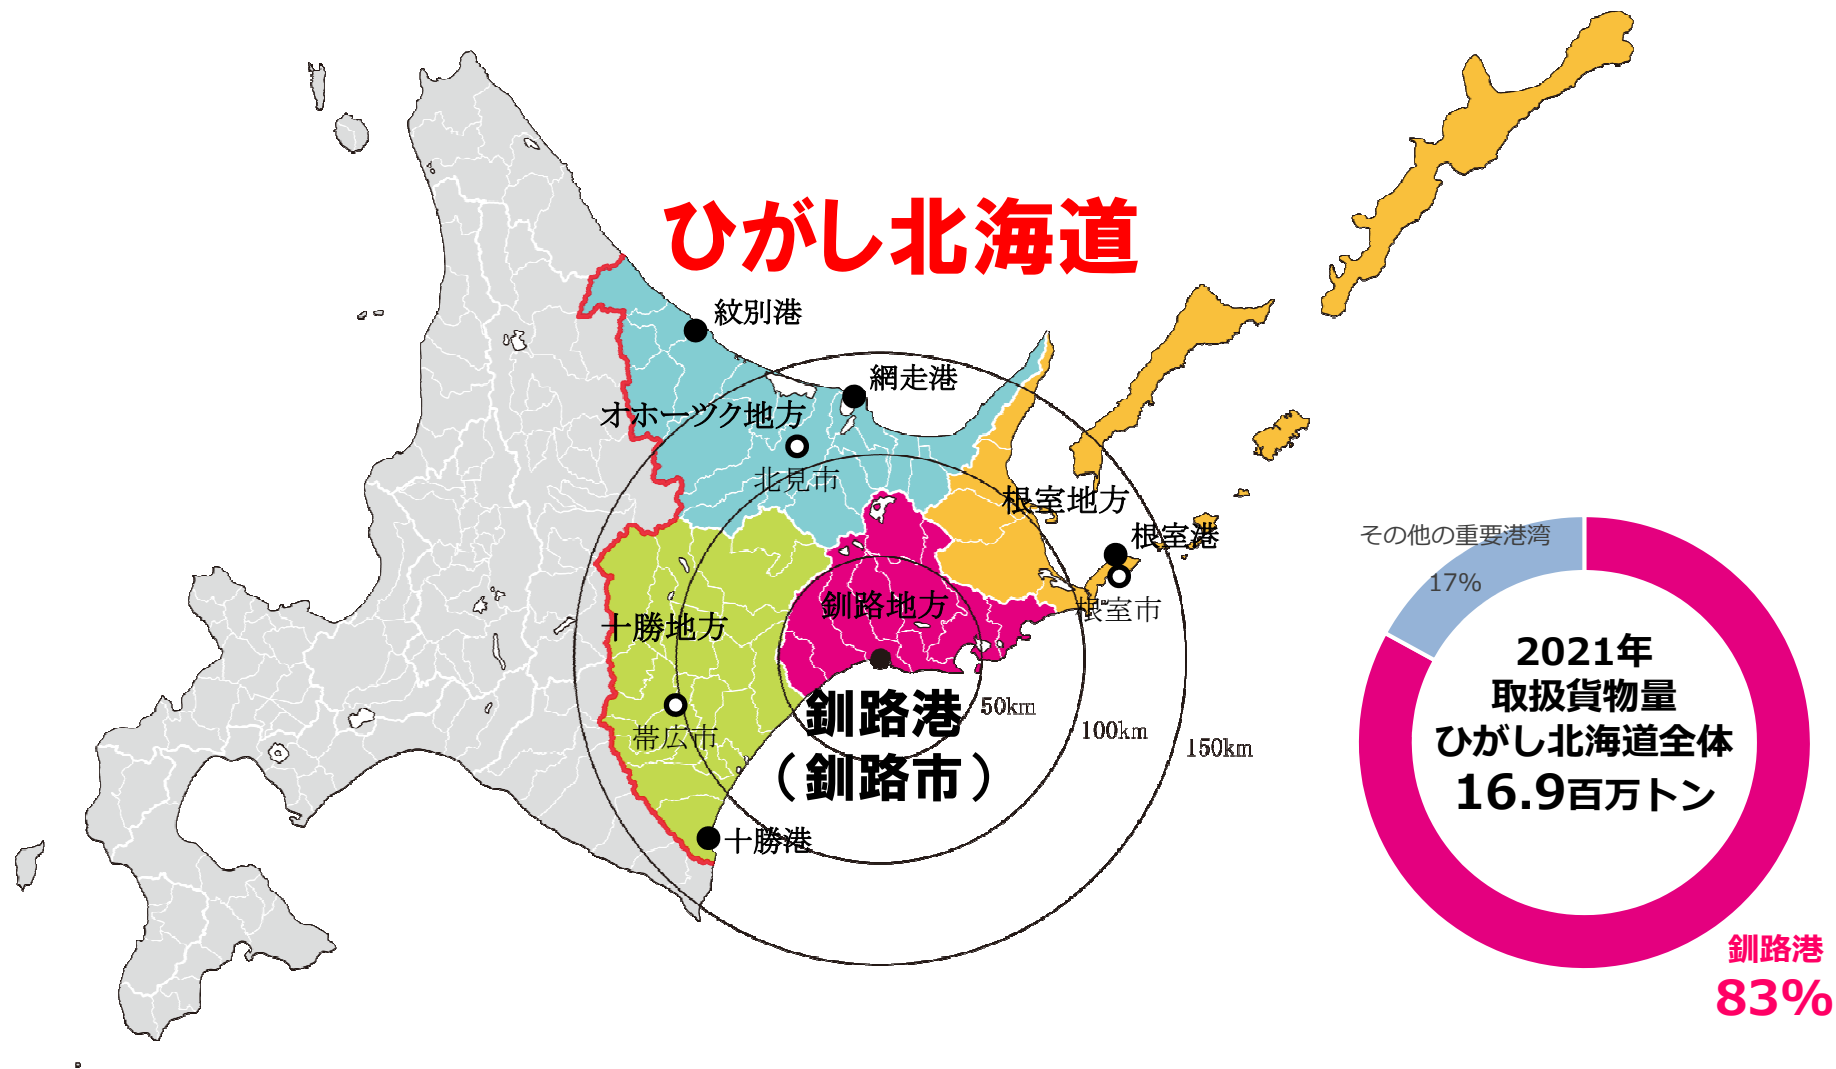 ひがし北海道
紋別港
網走港
オホーツク地方
北見市
根室地方
根室港
根室市
釧路地方
十勝地方
帯広市
釧路港
(釧路市)
50km
100km
150km
十勝港
その他の重要港湾
17%
2021年
取扱貨物量
ひがし北海道全体
16.9百万トン
釧路港
83%